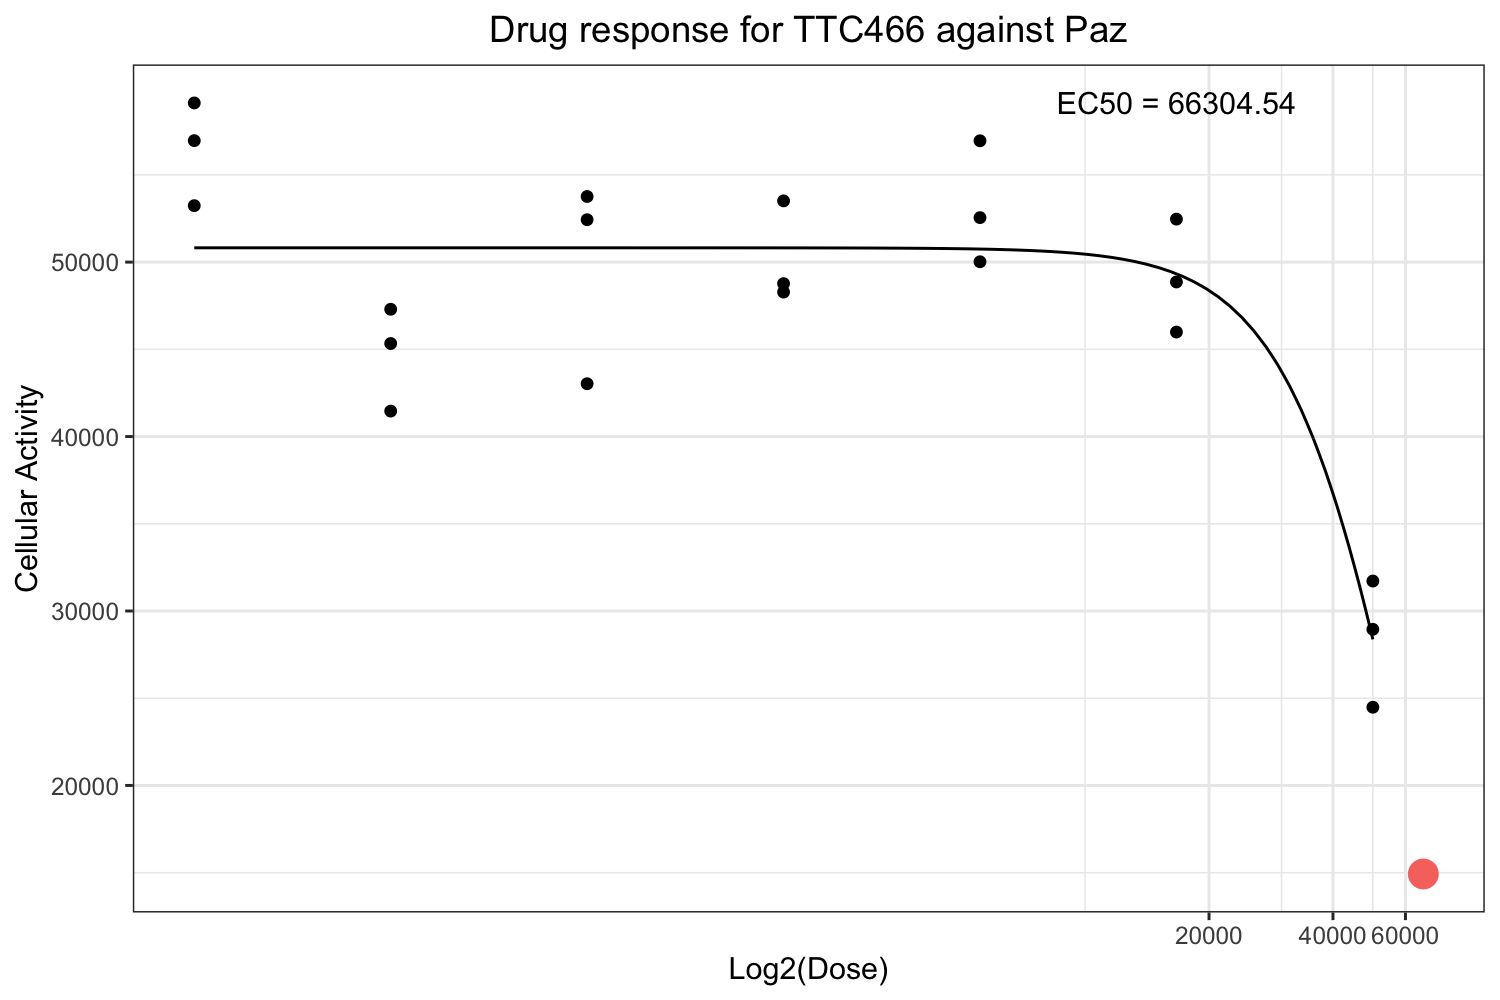 Drug response for TTC466 against Paz
EC50 = 66304.54
50000
40000
30000
20000
Cellular Activity
20000 40000 60000
Log2(Dose)